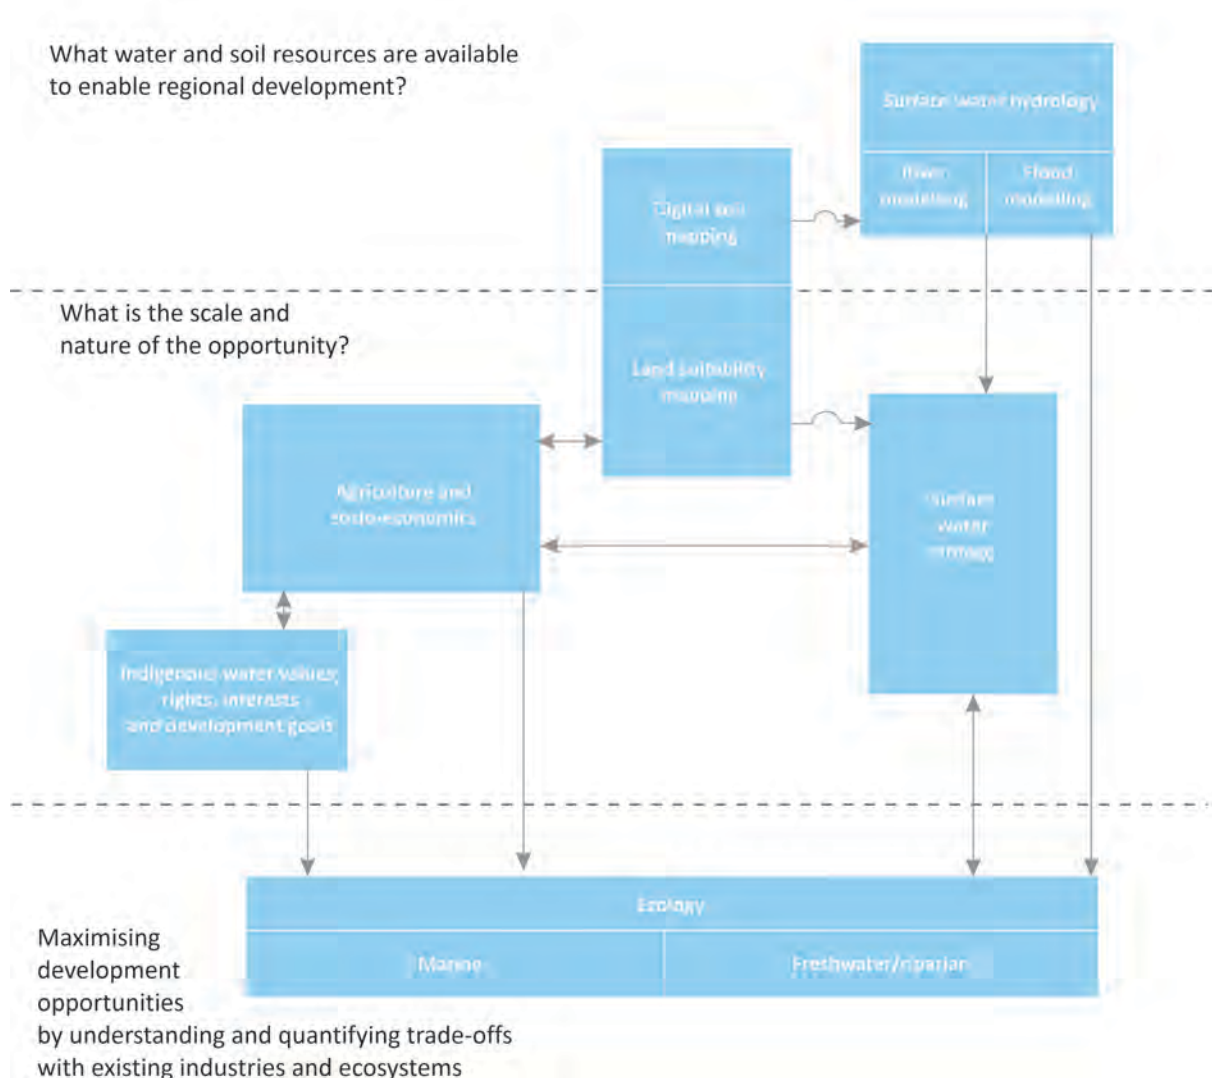 What water and soil resources are available
to enable regional development?
Surface water hydrology
River
modelling
Flood
modelling
Digital soil
mapping
What is the scale and
nature of the opportunity?
Land suitability
mapping
Agriculture and
socio-economics
Surface
water
storage
Indigenous water values,
rights, interests
and development goals
Ecology
Marine
Freshwater/riparian
Maximising
development
opportunities
by understanding and quantifying trade-offs
with existing industries and ecosystems